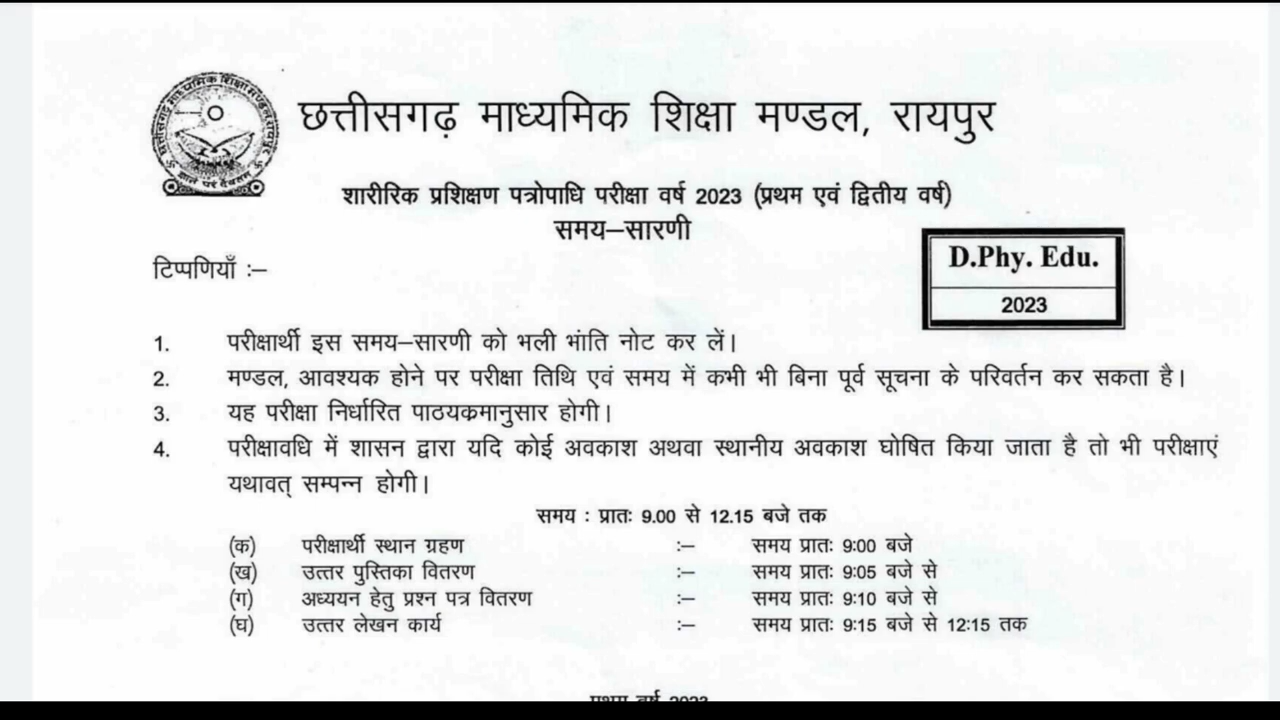 छत्तीसगढ़ माध्यमिक शिक्षा मण्डल, रायपुर
शारीरिक प्रशिक्षण पत्रोपाधि परीक्षा वर्ष 2023 (प्रथम एवं द्वितीय वर्ष)
समय–सारणी
D.Phy. Edu.
2023
टिप्पणियाँ :–
1. परीक्षार्थी इस समय–सारणी को भली भांति नोट कर लें।
2. मण्डल, आवश्यक होने पर परीक्षा तिथि एवं समय में कभी भी बिना पूर्व सूचना के परिवर्तन कर सकता है।
3. यह परीक्षा निर्धारित पाठयक्रमानुसार होगी।
4. परीक्षावधि में शासन द्वारा यदि कोई अवकाश अथवा स्थानीय अवकाश घोषित किया जाता है तो भी परीक्षाएं
यथावत् सम्पन्न होगी।
समय : प्रातः 9.00 से 12.15 बजे तक
(क) परीक्षार्थी स्थान ग्रहण :– समय प्रातः 9:00 बजे
(ख) उत्तर पुस्तिका वितरण :– समय प्रातः 9:05 बजे से
(ग) अध्ययन हेतु प्रश्न पत्र वितरण :– समय प्रातः 9:10 बजे से
(घ) उत्तर लेखन कार्य :– समय प्रातः 9:15 बजे से 12:15 तक